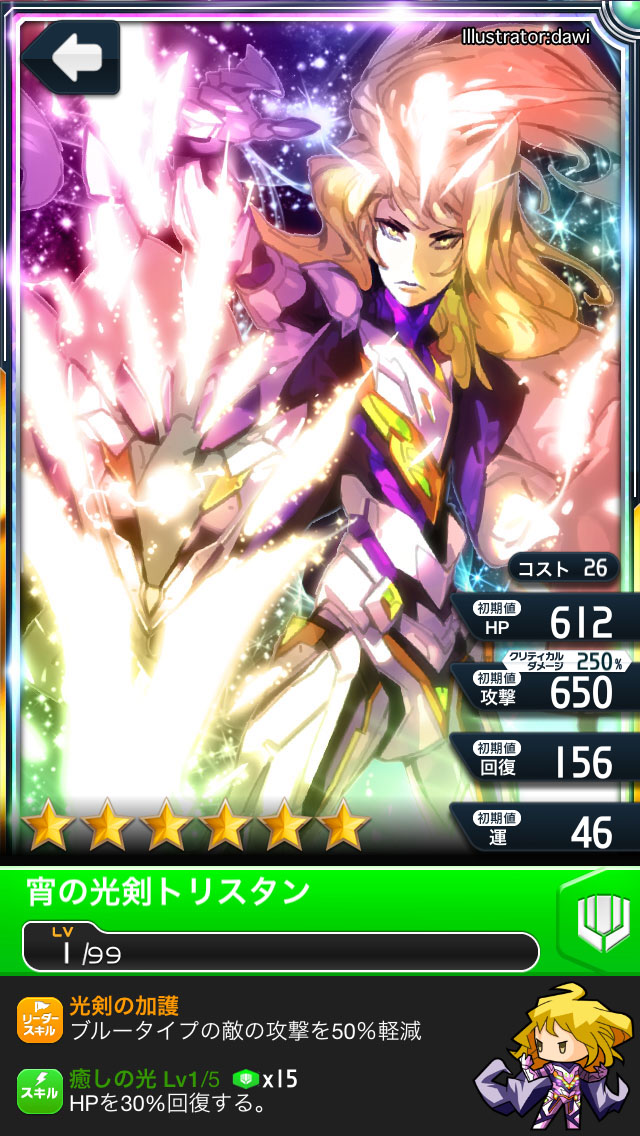 Illustrator:dawi
コスト 26
初期値
HP 612
クリティカル
ダメージ 250%
初期値
攻撃 650
初期値
回復 156
初期値
運 46
宵の光剣トリスタン
LV
1/99
リーダー
スキル
光剣の加護
ブルータイプの敵の攻撃を50%軽減
スキル
癒しの光 Lv1/5 x15
HPを30%回復する。